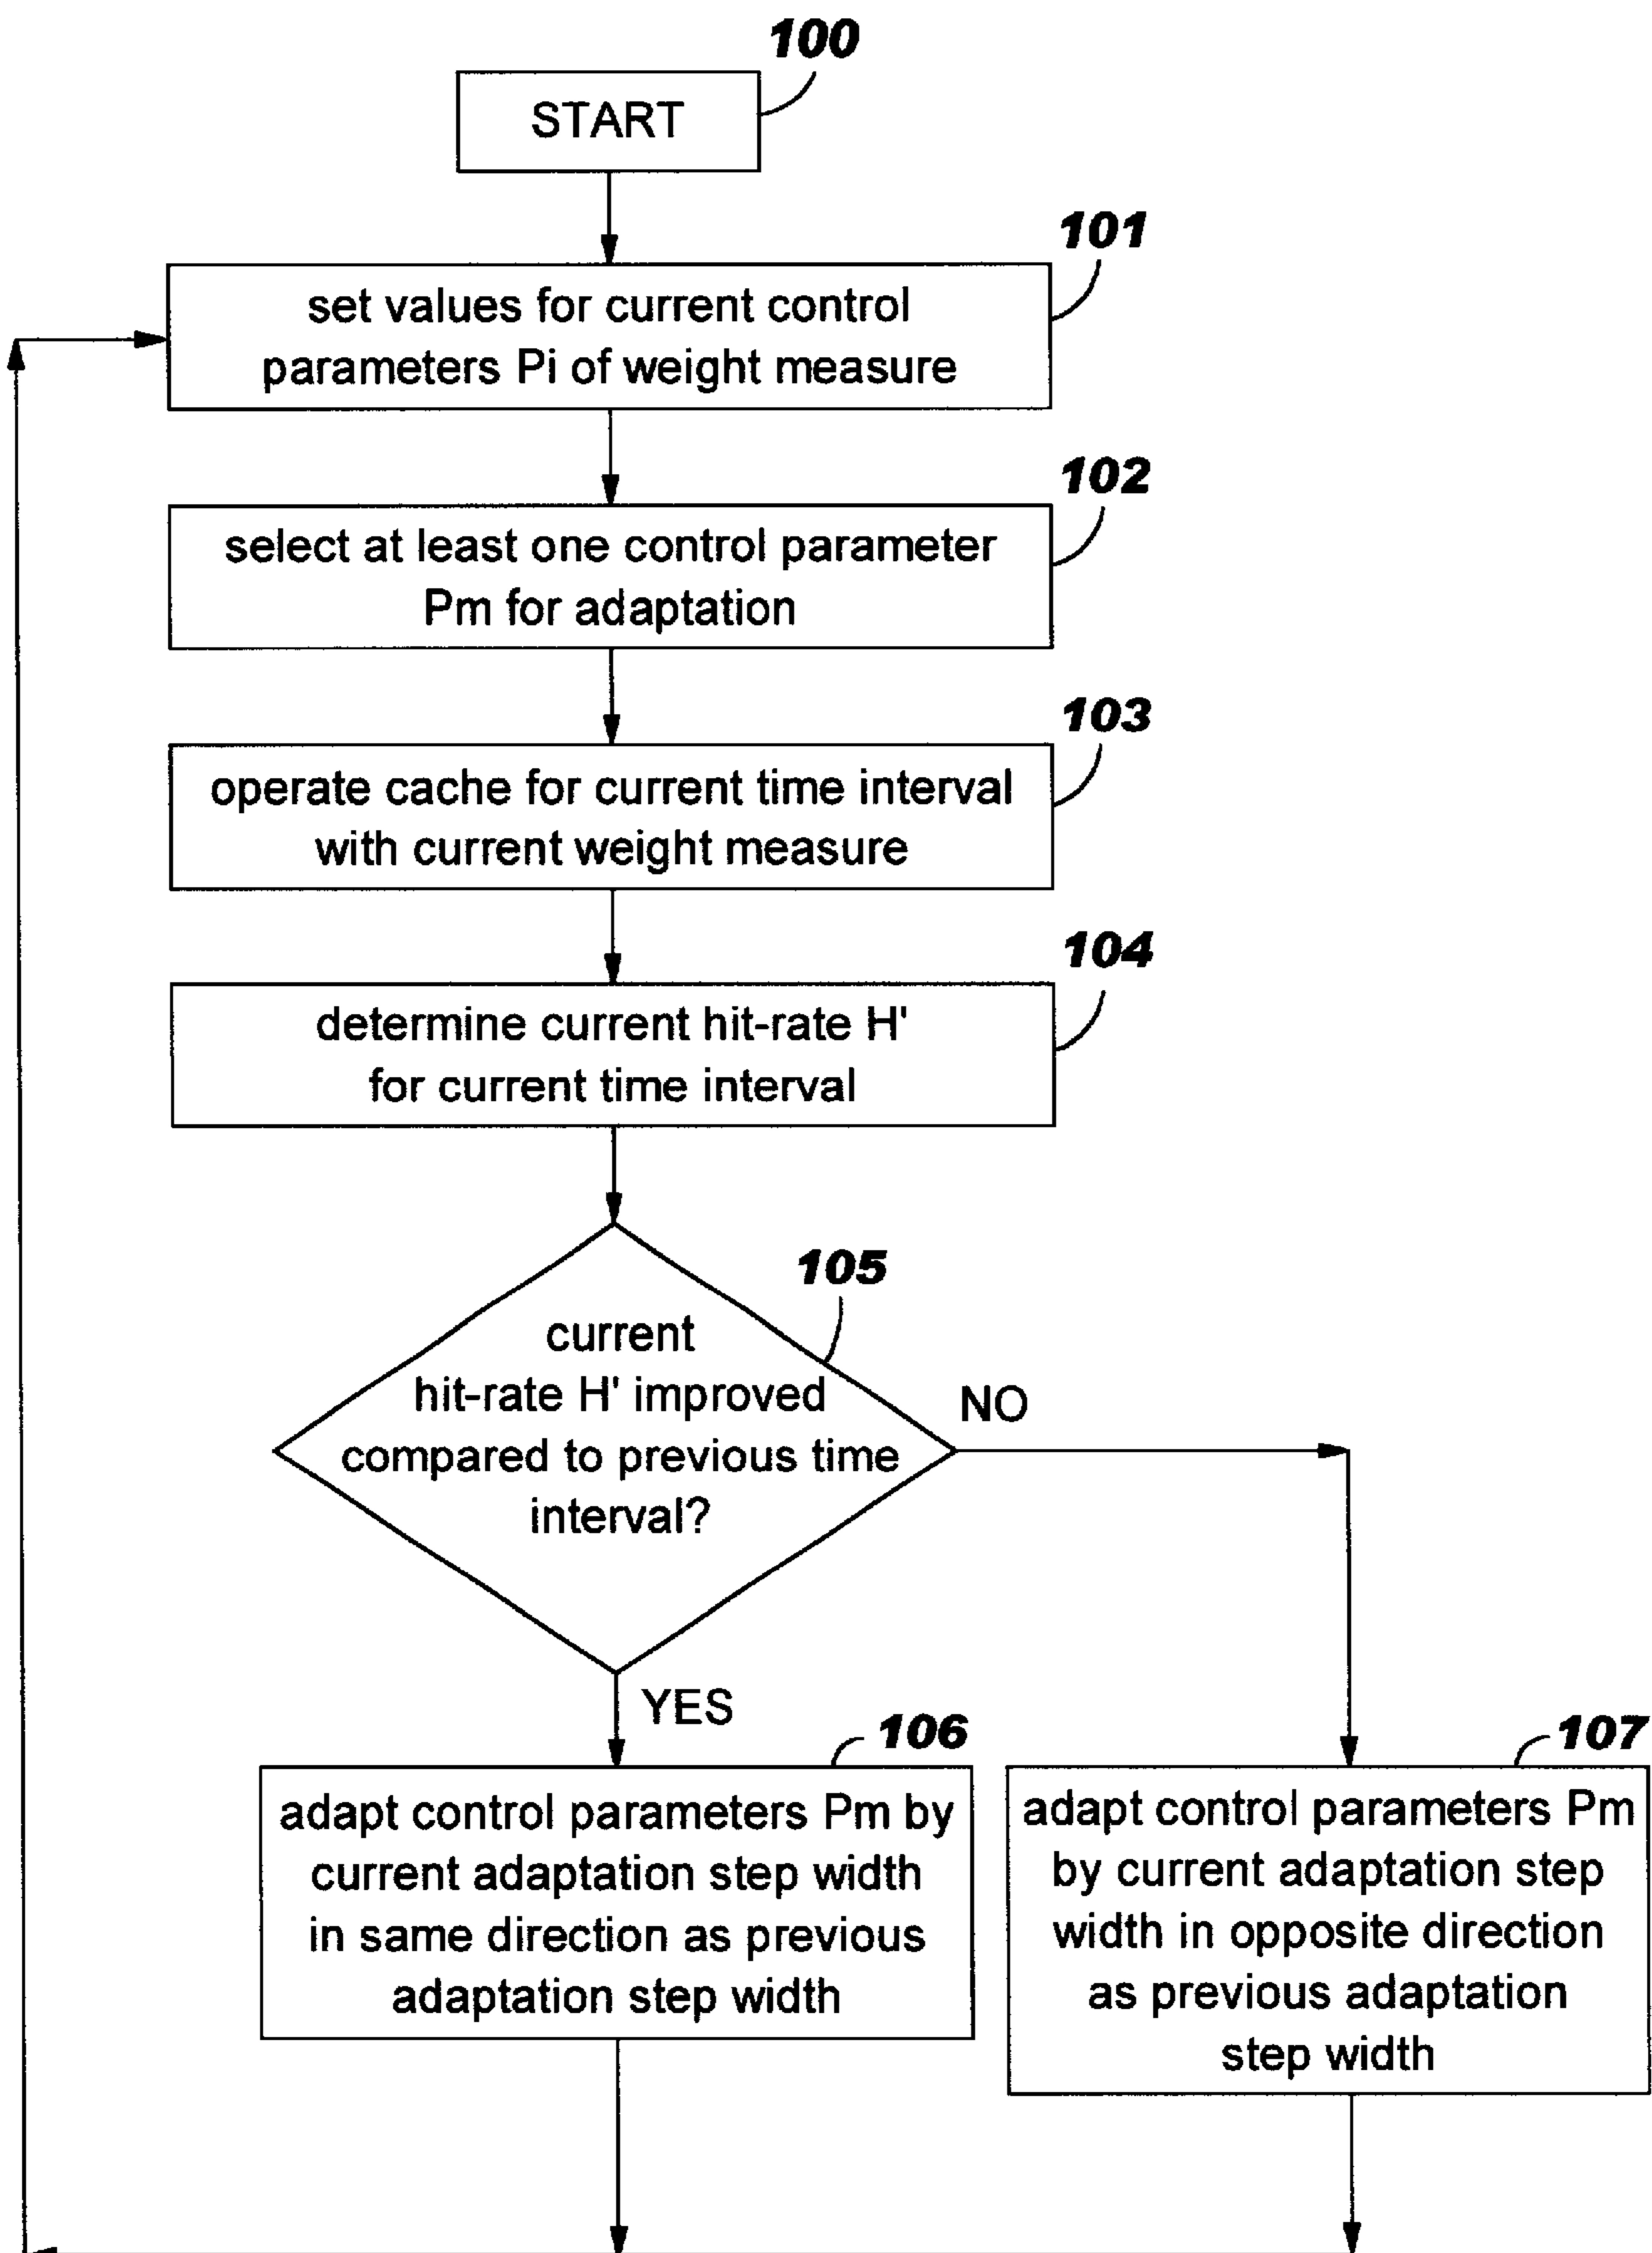 100
START
101
set values for current control
parameters Pi of weight measure
102
select at least one control parameter
Pm for adaptation
103
operate cache for current time interval
with current weight measure
104
determine current hit-rate H'
for current time interval
105
current
hit-rate H' improved
compared to previous time
interval?
NO
YES
106
adapt control parameters Pm by
current adaptation step width
in same direction as previous
adaptation step width
107
adapt control parameters Pm
by current adaptation step
width in opposite direction
as previous adaptation
step width